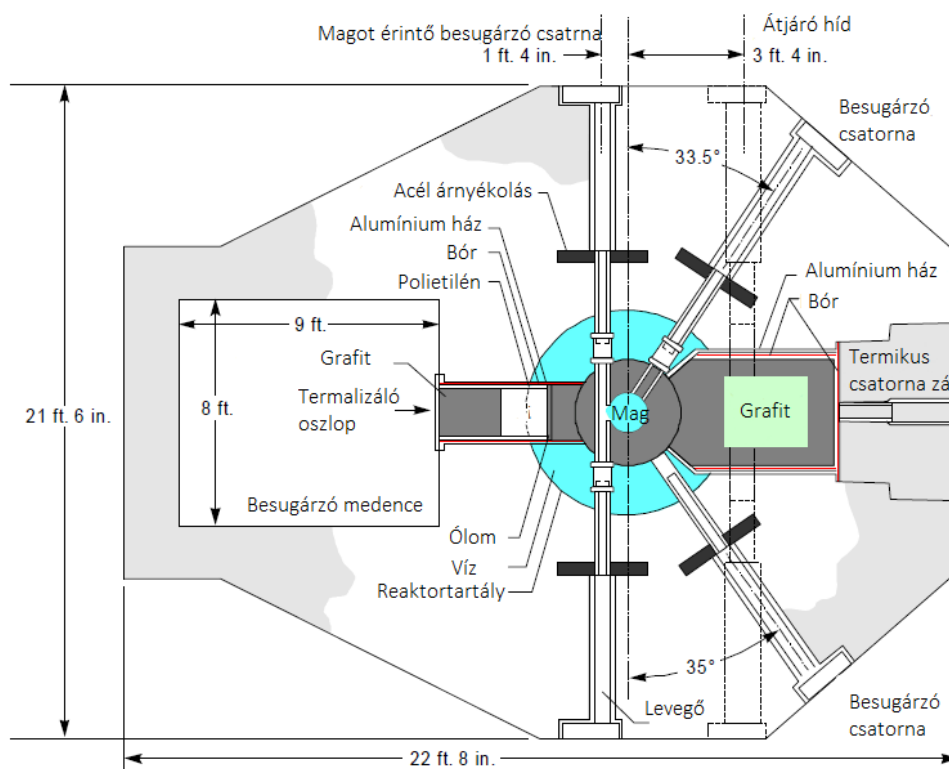 Magot érintő besugárzó csatrna
Átjáró híd
1 ft. 4 in.
3 ft. 4 in.
Besugárzó
csatorna
33.5°
Acél árnyékolás
Alumínium ház
Bór
Polietilén
Alumínium ház
Bór
9 ft.
Grafit
Termalizáló
oszlop
8 ft.
21 ft. 6 in.
Mag
Grafit
Termikus
csatorna zá
Besugárzó medence
Ólom
Víz
Reaktortartály
35°
Levegő
Besugárzó
csatorna
22 ft. 8 in.